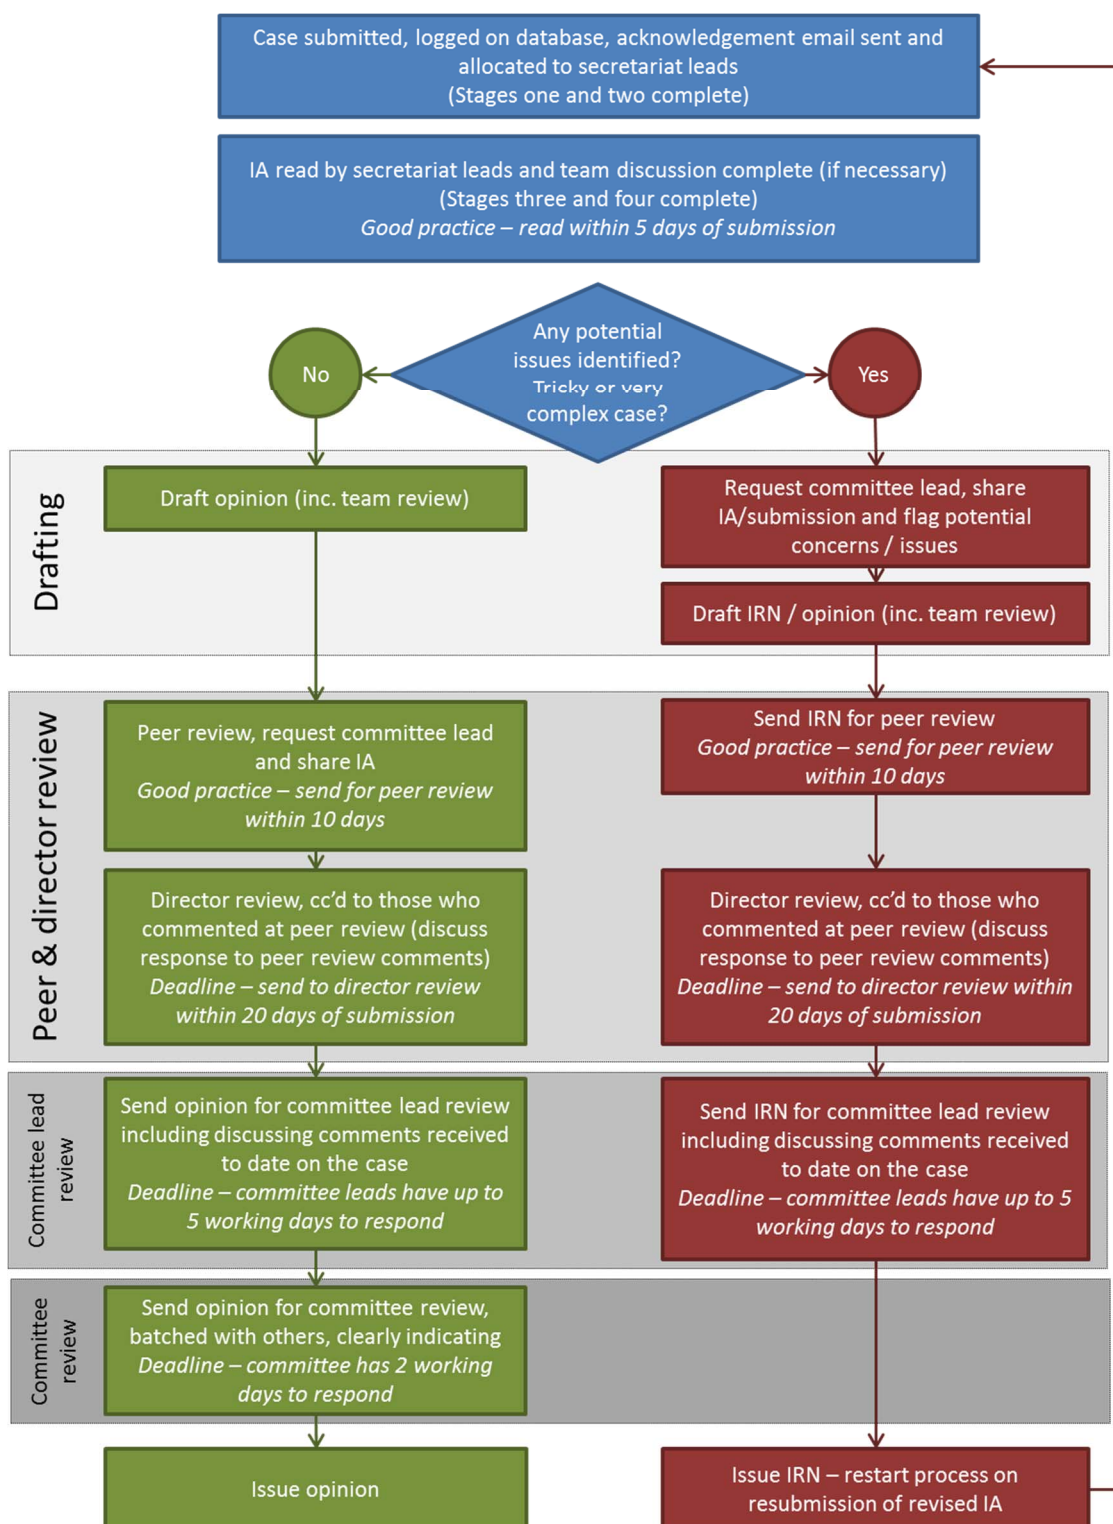 Case submitted, logged on database, acknowledgement email sent and
allocated to secretariat leads
(Stages one and two complete)
IA read by secretariat leads and team discussion complete (if necessary)
(Stages three and four complete)
Good practice – read within 5 days of submission
Any potential
issues identified?
Tricky or very
complex case?
No
Yes
Drafting
Draft opinion (inc. team review)
Request committee lead, share
IA/submission and flag potential
concerns / issues
Draft IRN / opinion (inc. team review)
Peer & director review
Peer review, request committee lead
and share IA
Good practice – send for peer review
within 10 days
Send IRN for peer review
Good practice – send for peer review
within 10 days
Director review, cc’d to those who
commented at peer review (discuss
response to peer review comments)
Deadline – send to director review
within 20 days of submission
Director review, cc’d to those who
commented at peer review (discuss
response to peer review comments)
Deadline – send to director review within
20 days of submission
Committee lead
review
Send opinion for committee lead review
including discussing comments received
to date on the case
Deadline – committee leads have up to
5 working days to respond
Send IRN for committee lead review
including discussing comments received
to date on the case
Deadline – committee leads have up to 5
working days to respond
Committee
review
Send opinion for committee review,
batched with others, clearly indicating
Deadline – committee has 2 working
days to respond
Issue opinion
Issue IRN – restart process on
resubmission of revised IA